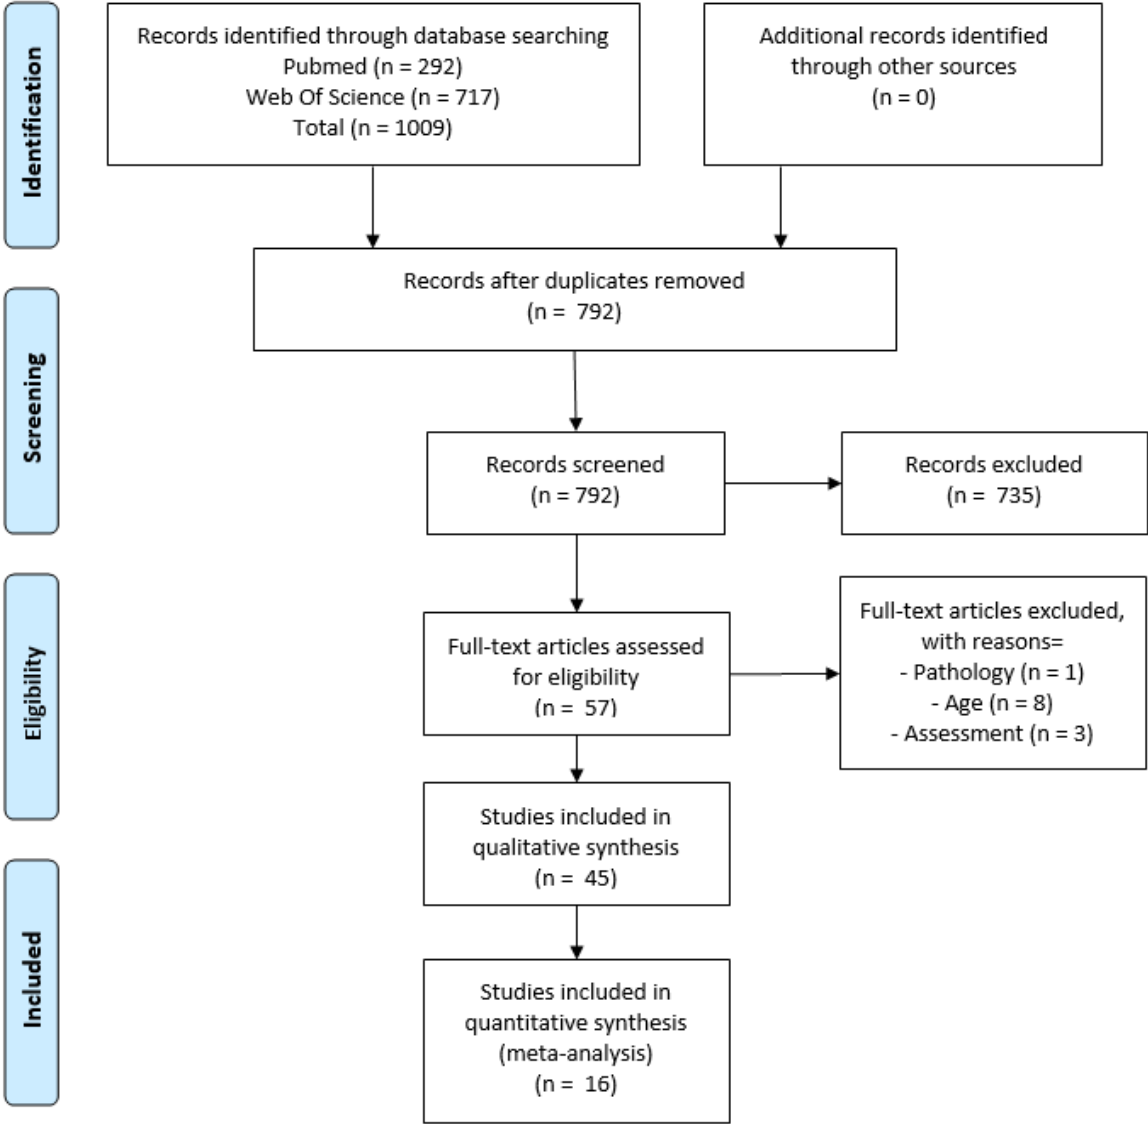 Identification
Records identified through database searching
Pubmed (n = 292)
Web Of Science (n = 717)
Total (n = 1009)
Additional records identified
through other sources
(n = 0)
Records after duplicates removed
(n = 792)
Screening
Records screened
(n = 792)
Records excluded
(n = 735)
Eligibility
Full-text articles assessed
for eligibility
(n = 57)
Full-text articles excluded,
with reasons=
- Pathology (n = 1)
- Age (n = 8)
- Assessment (n = 3)
Studies included in
qualitative synthesis
(n = 45)
Included
Studies included in
quantitative synthesis
(meta-analysis)
(n = 16)